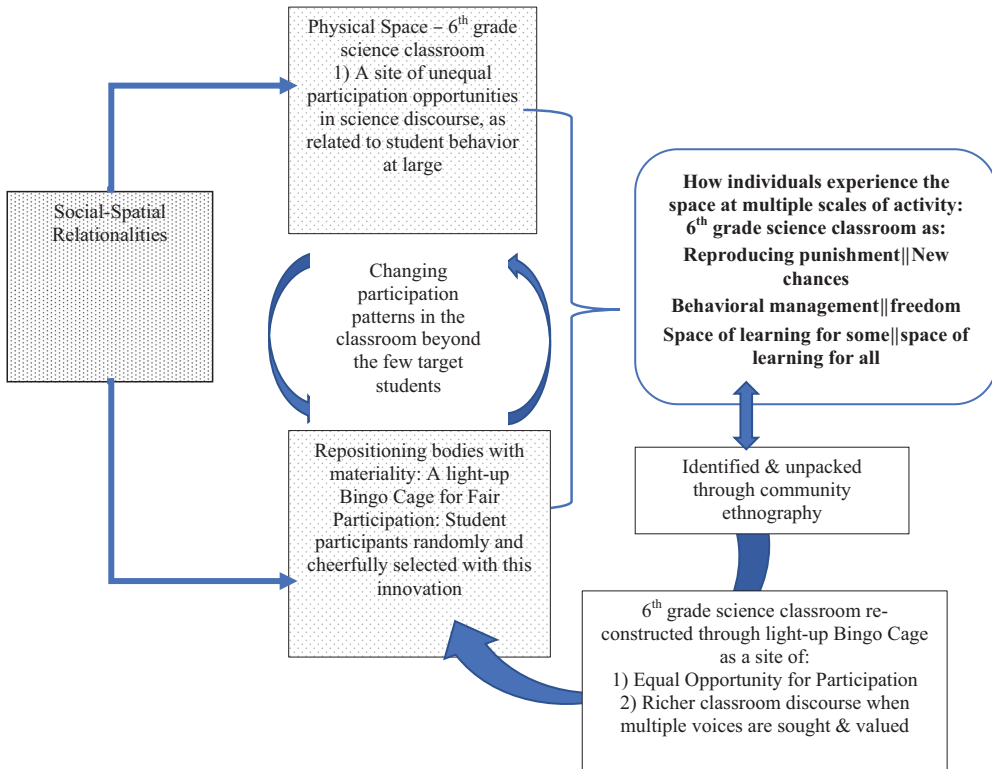 Physical Space – 6th grade
science classroom
1) A site of unequal
participation opportunities
in science discourse, as
related to student behavior
at large
Social-Spatial
Relationalities
Changing
participation
patterns in the
classroom beyond
the few target
students
Repositioning bodies with
materiality: A light-up
Bingo Cage for Fair
Participation: Student
participants randomly and
cheerfully selected with this
innovation
How individuals experience the
space at multiple scales of activity:
6th grade science classroom as:
Reproducing punishment||New
chances
Behavioral management||freedom
Space of learning for some||space of
learning for all
Identified & unpacked
through community
ethnography
6th grade science classroom re-
constructed through light-up Bingo Cage
as a site of:
1) Equal Opportunity for Participation
2) Richer classroom discourse when
multiple voices are sought & valued